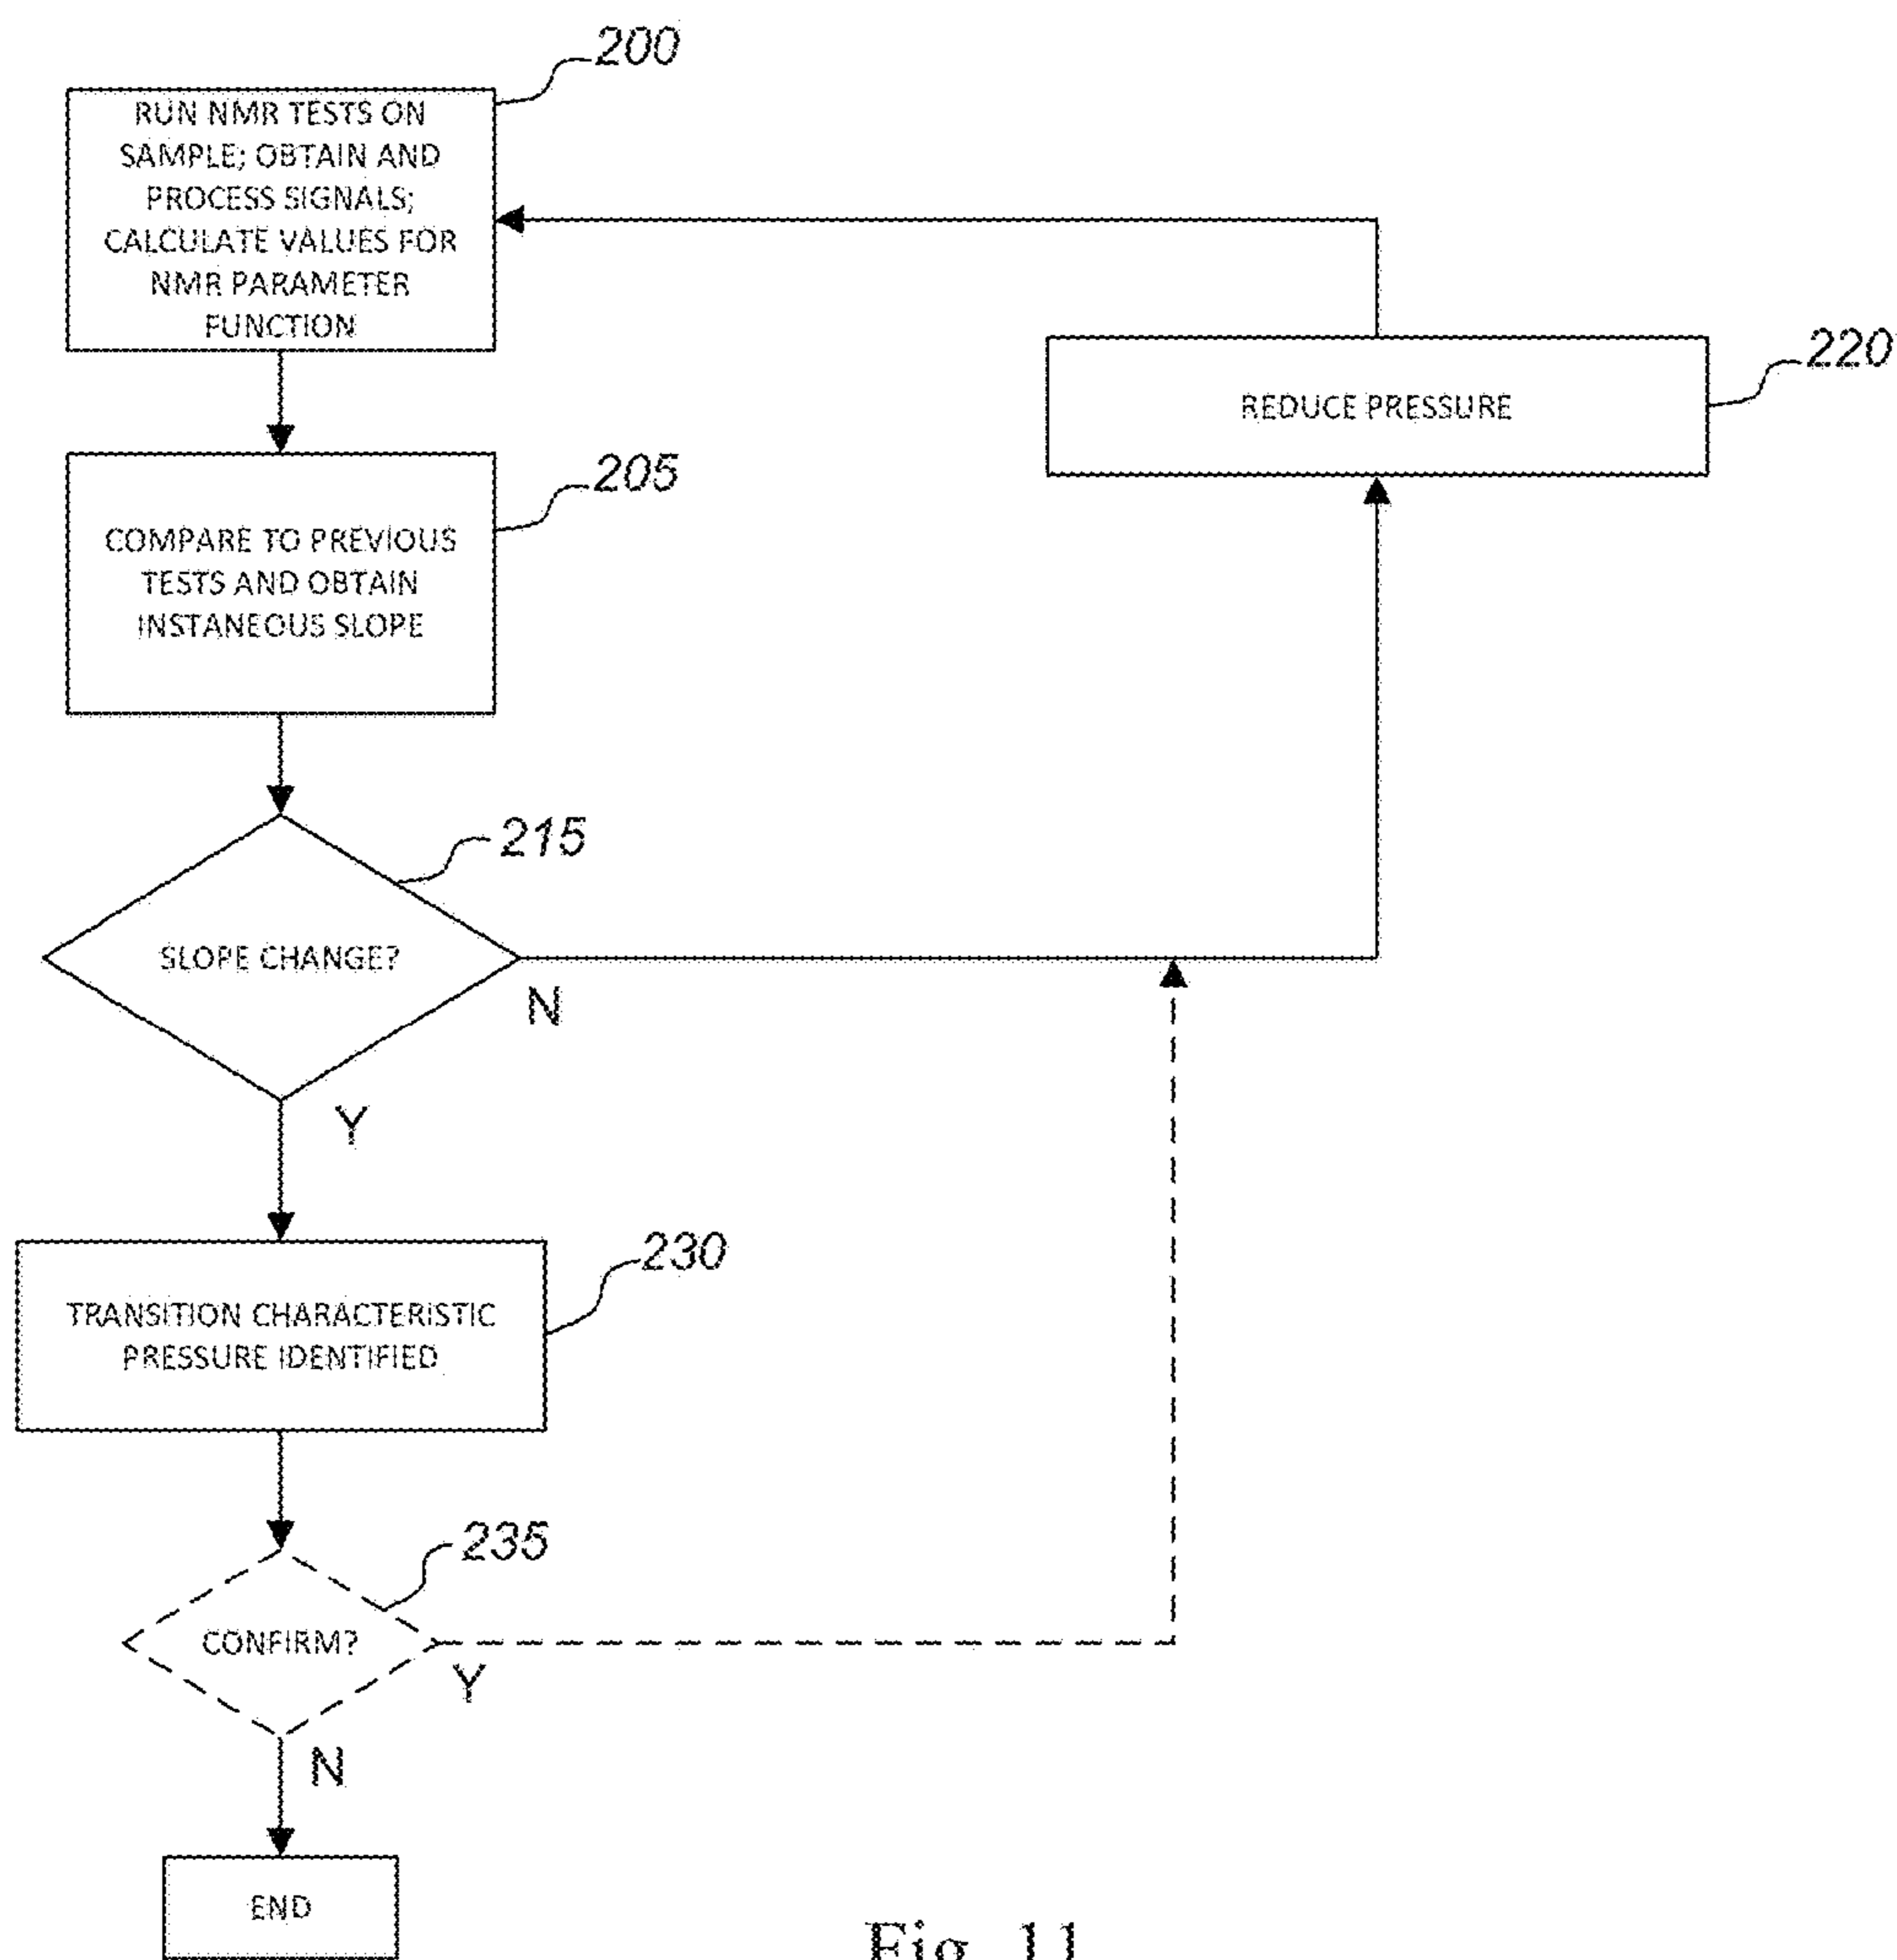 200
RUN NMR TESTS ON
SAMPLE; OBTAIN AND
PROCESS SIGNALS;
CALCULATE VALUES FOR
NMR PARAMETER
FUNCTION
220
REDUCE PRESSURE
205
COMPARE TO PREVIOUS
TESTS AND OBTAIN
INSTANEOUS SLOPE
215
SLOPE CHANGE?
N
Y
230
TRANSITION CHARACTERISTIC
PRESSURE IDENTIFIED
235
CONFIRM?
Y
N
END
Fig. 11